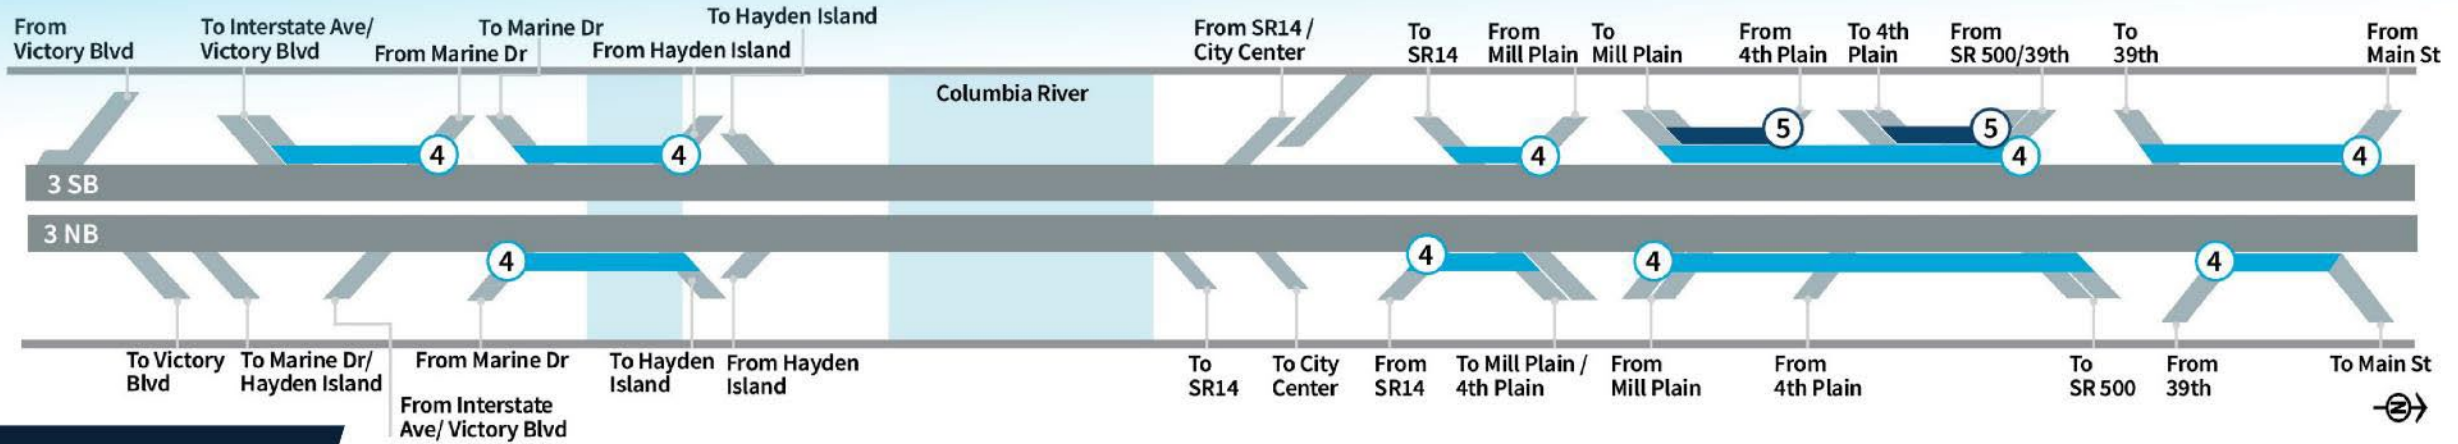 From
Victory Blvd
To Interstate Ave/
Victory Blvd
From Marine Dr
To Marine Dr
From Hayden Island
To Hayden Island
From SR14 /
City Center
To
SR14
From
Mill Plain
To
Mill Plain
From
4th Plain
To 4th
Plain
From
SR 500/39th
To
39th
From
Main St
Columbia River
4
4
4
5
5
4
4
3 SB
3 NB
4
4
4
4
To Victory
Blvd
To Marine Dr/
Hayden Island
From Interstate
Ave/ Victory Blvd
From Marine Dr
To Hayden
Island
From Hayden
Island
To
SR14
To City
Center
From
SR14
To Mill Plain /
4th Plain
From
Mill Plain
From
4th Plain
To
SR 500
From
39th
To Main St
N